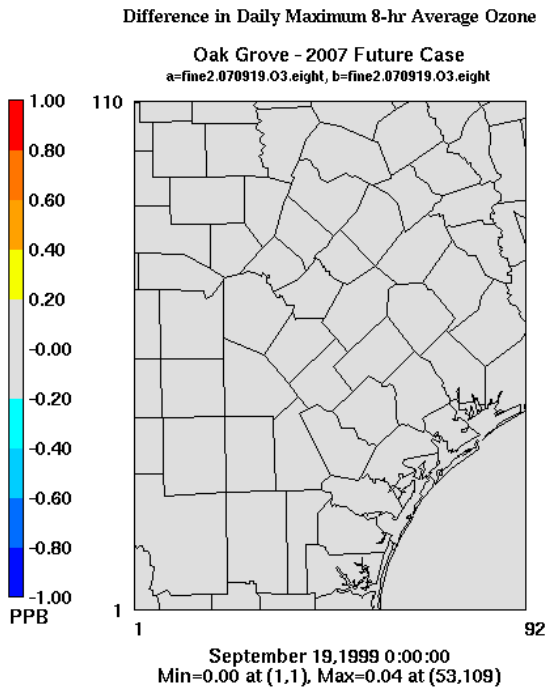 Difference in Daily Maximum 8-hr Average Ozone
Oak Grove - 2007 Future Case
a=fine2.070919.O3.eight, b=fine2.070919.O3.eight
1.00
0.80
0.60
0.40
0.20
-0.00
-0.20
-0.40
-0.60
-0.80
-1.00
PPB
110
1
1
92
September 19,1999 0:00:00
Min=0.00 at (1,1), Max=0.04 at (53,109)